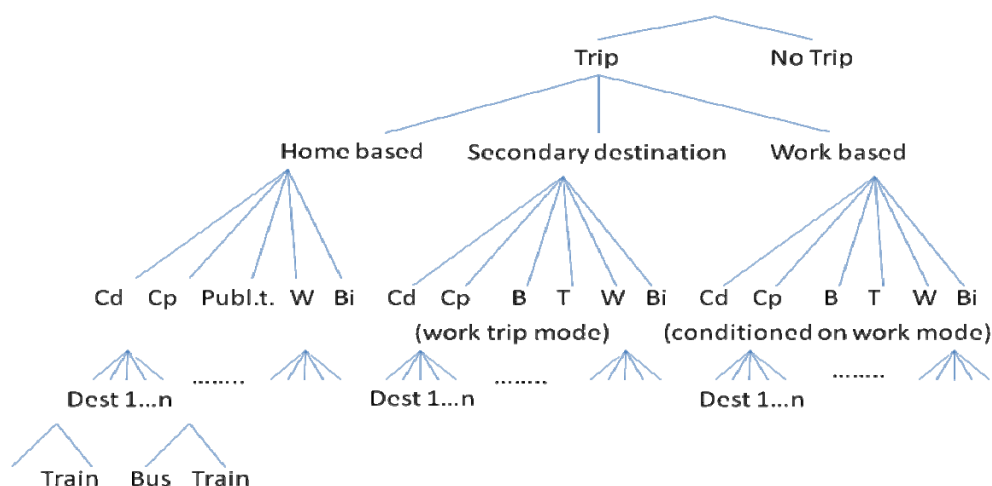 Trip No Trip
Home based Secondary destination Work based
Cd Cp Publ.t. W Bi Cd Cp B T W Bi Cd Cp B T W Bi
(work trip mode) (conditioned on work mode)
........ ........ ........
Dest 1...n Dest 1...n Dest 1...n
Train Bus Train